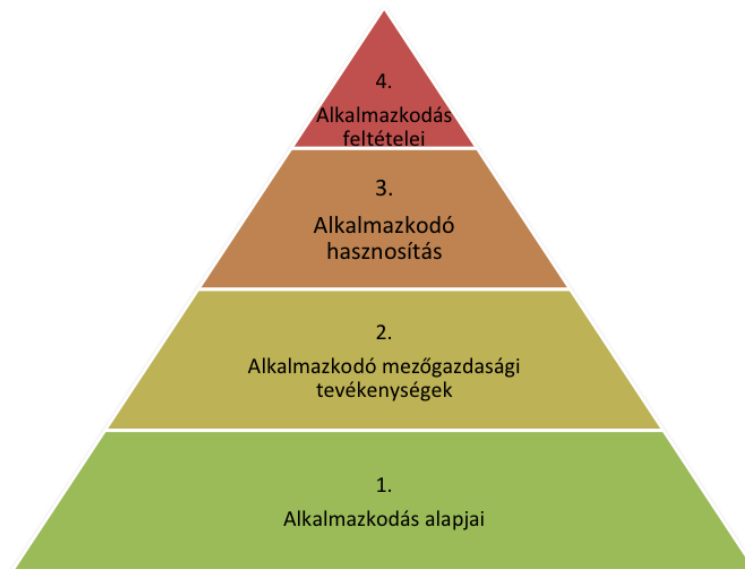 4.
Alkalmazkodás
feltételei
3.
Alkalmazkodó
hasznosítás
2.
Alkalmazkodó mezőgazdasági
tevékenységek
1.
Alkalmazkodás alapjai